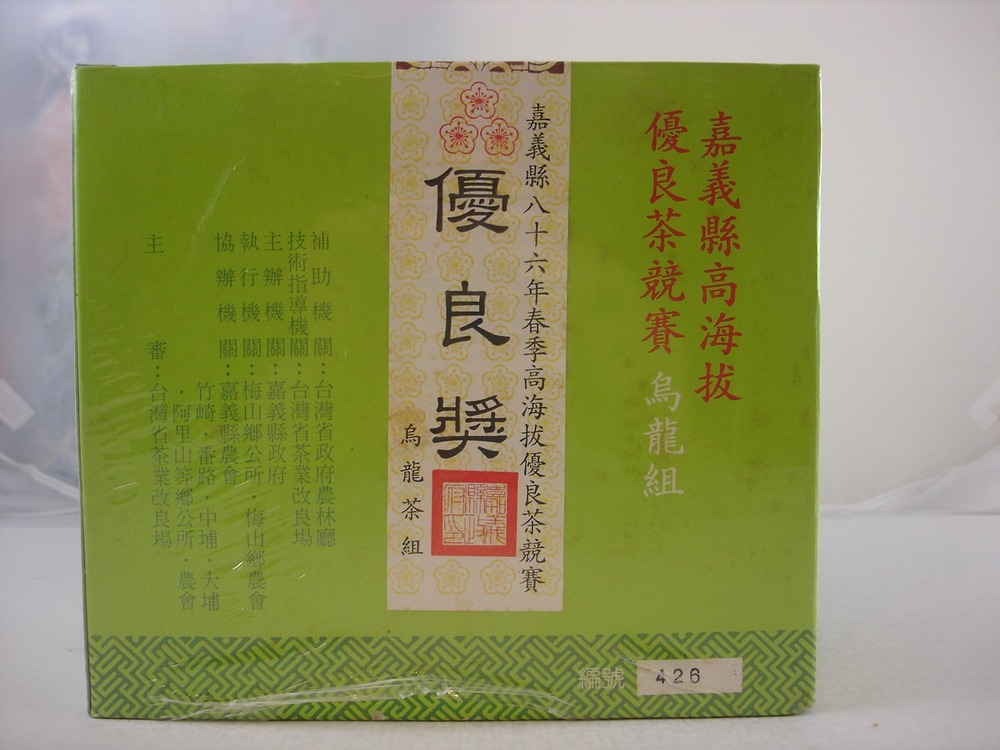 嘉義縣高海拔
優良茶競賽 烏龍組
嘉義縣八十六年春季高海拔優良茶競賽
優良獎
烏龍茶組
補助機關：台灣省政府農林廳
技術指導機關：台灣省茶業改良場
主辦機關：嘉義縣政府
執行機關：梅山鄉公所．梅山鄉農會
協辦機關：嘉義縣農會
竹崎．番路．中埔．大埔
．阿里山等鄉公所．農會
主審：台灣省茶業改良場
編號 426